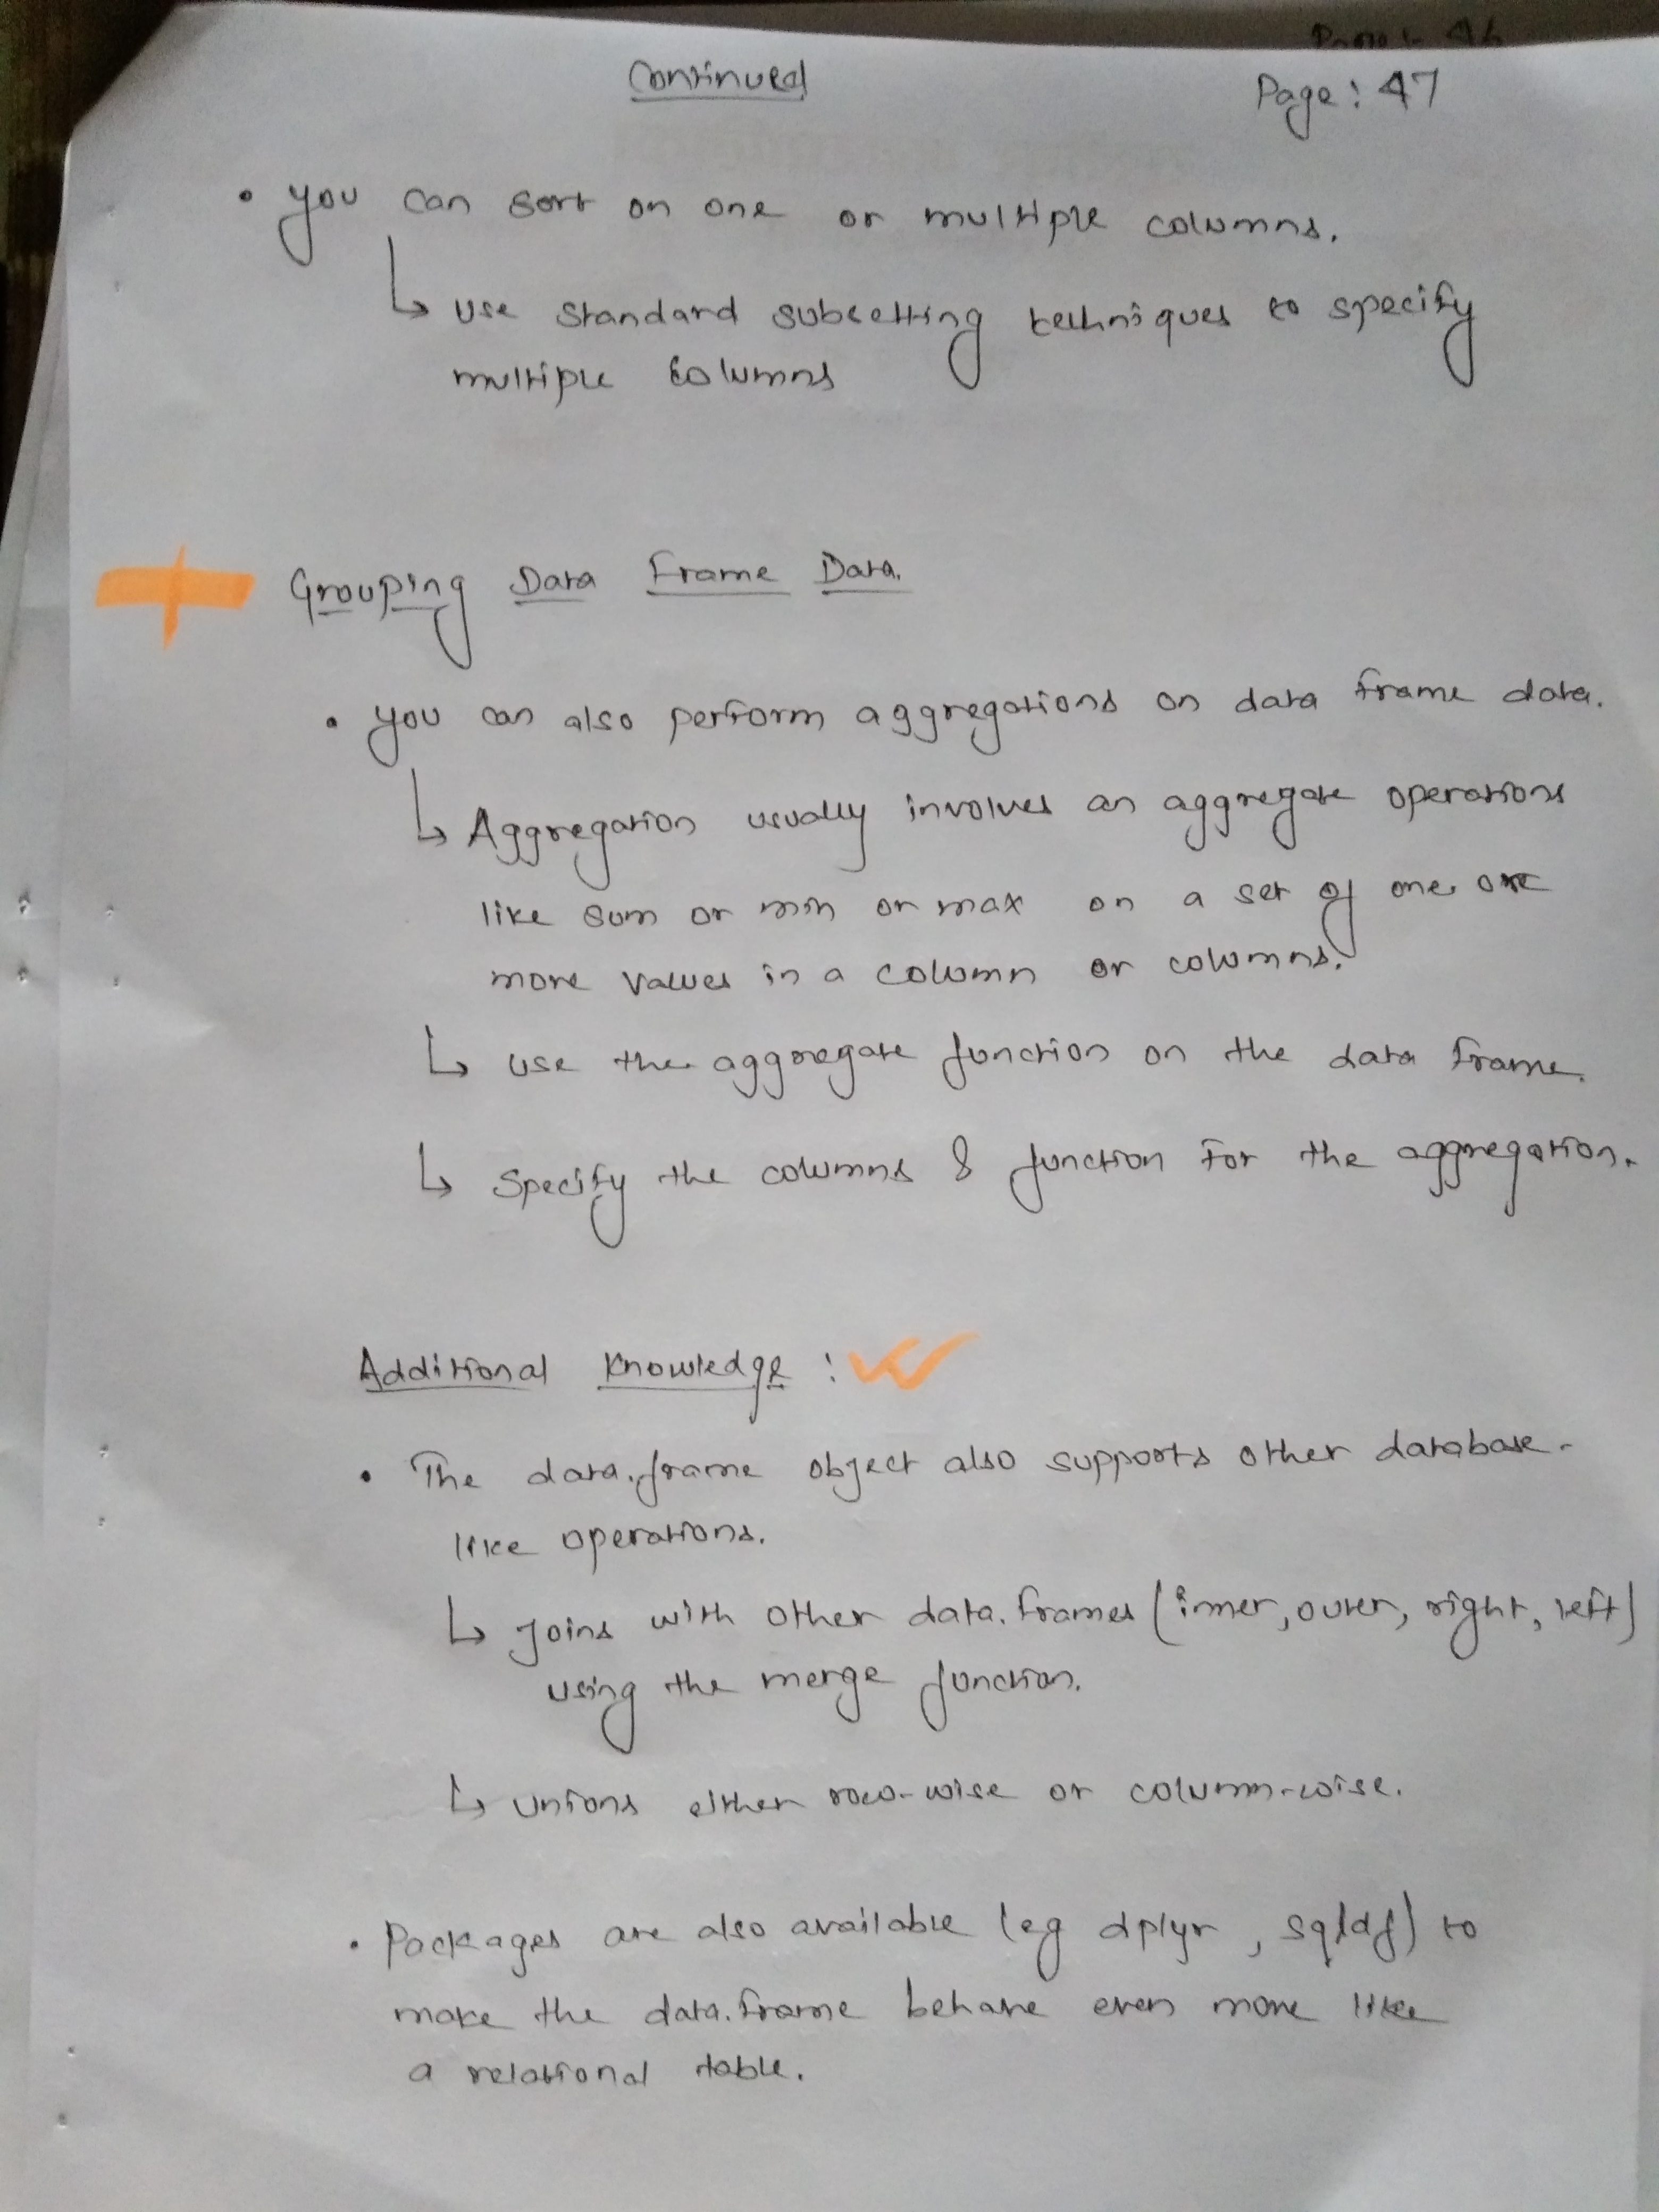 Continued
Page: 47
• you can sort on one or multiple columns.
↳ use standard subsetting techniques to specify
multiple columns
Grouping Data Frame Data.
• you can also perform aggregations on data frame data.
↳ Aggregation usually involves an aggregate operations
like sum or min or max on a set of one or
more values in a column or columns.
↳ use the aggregate function on the data frame.
↳ Specify the columns & function for the aggregation.
Additional Knowledge :
• The data.frame object also supports other database-
like operations.
↳ Joins with other data.frames (inner, outer, right, left)
using the merge function.
↳ unions either row-wise or column-wise.
• Packages are also available (eg dplyr, sqldf) to
make the data.frame behave even more like
a relational table.